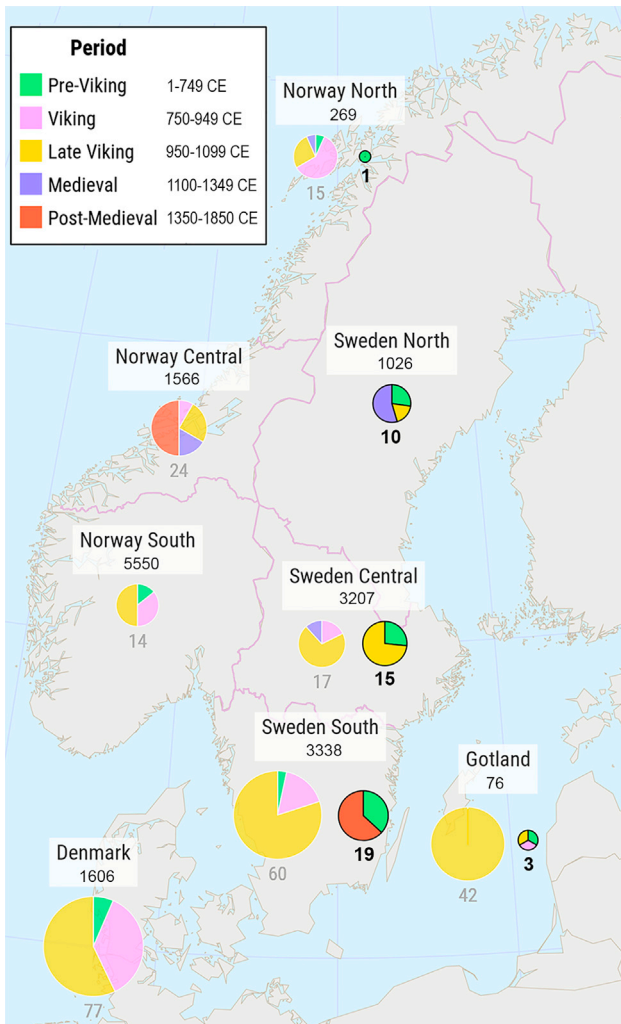 Period
Pre-Viking 1-749 CE
Viking 750-949 CE
Late Viking 950-1099 CE
Medieval 1100-1349 CE
Post-Medieval 1350-1850 CE
Norway North
269
15
1
Norway Central
1566
24
Sweden North
1026
10
Norway South
5550
14
Sweden Central
3207
17
15
Sweden South
3338
60
19
Gotland
76
42
3
Denmark
1606
77